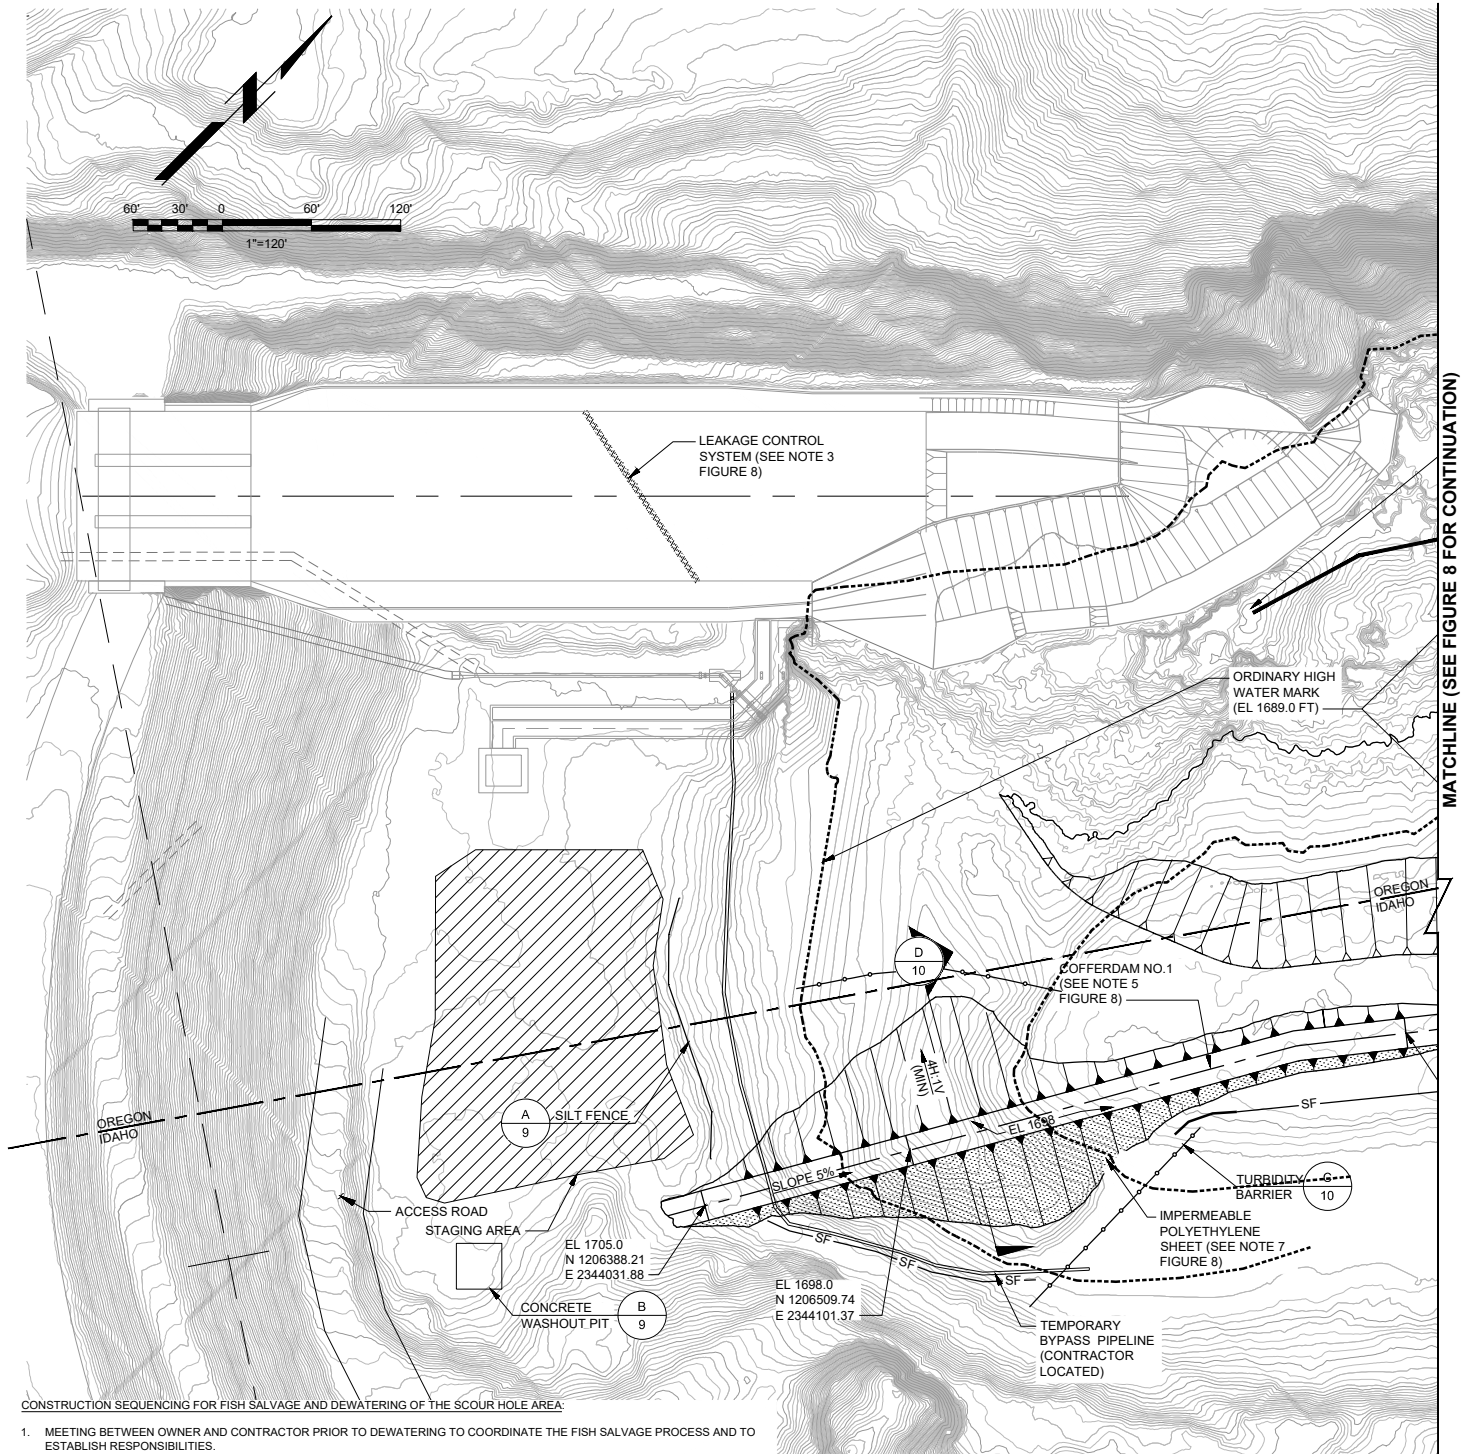 60' 30' 0 60' 120'
1"=120'
LEAKAGE CONTROL
SYSTEM (SEE NOTE 3
FIGURE 8)
MATCHLINE (SEE FIGURE 8 FOR CONTINUATION)
ORDINARY HIGH
WATER MARK
(EL 1689.0 FT)
OREGON
IDAHO
D
10
COFFERDAM NO.1
(SEE NOTE 5
FIGURE 8)
4H:1V
(MIN)
A
9
SILT FENCE
OREGON
IDAHO
EL 1698
SF
SLOPE 5%
TURBIDITY
BARRIER
C
10
ACCESS ROAD
STAGING AREA
IMPERMEABLE
POLYETHYLENE
SHEET (SEE NOTE 7
FIGURE 8)
EL 1705.0
N 1206388.21
E 2344031.88
SF
SF
SF
EL 1698.0
N 1206509.74
E 2344101.37
CONCRETE
WASHOUT PIT
B
9
TEMPORARY
BYPASS PIPELINE
(CONTRACTOR
LOCATED)
CONSTRUCTION SEQUENCING FOR FISH SALVAGE AND DEWATERING OF THE SCOUR HOLE AREA:
1. MEETING BETWEEN OWNER AND CONTRACTOR PRIOR TO DEWATERING TO COORDINATE THE FISH SALVAGE PROCESS AND TO
ESTABLISH RESPONSIBILITIES.